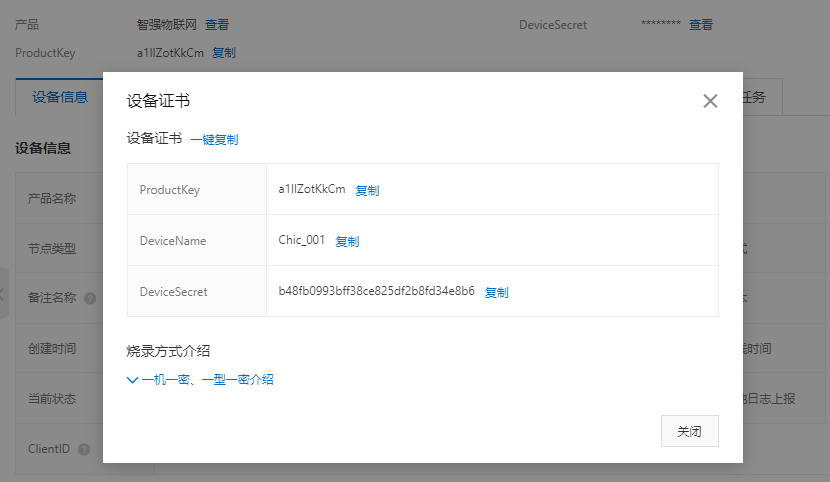 产品 智强物联网 查看 DeviceSecret ******** 查看
ProductKey a1IlZotKkCm 复制
设备信息 任务
设备证书
设备证书 一键复制
设备信息
ProductKey a1IlZotKkCm 复制
产品名称
DeviceName Chic_001 复制
节点类型
DeviceSecret b48fb0993bff38ce825df2b8fd34e8b6 复制
备注名称
烧录方式介绍
创建时间 线时间
一机一密、一型一密介绍
当前状态 日志上报
关闭
ClientID